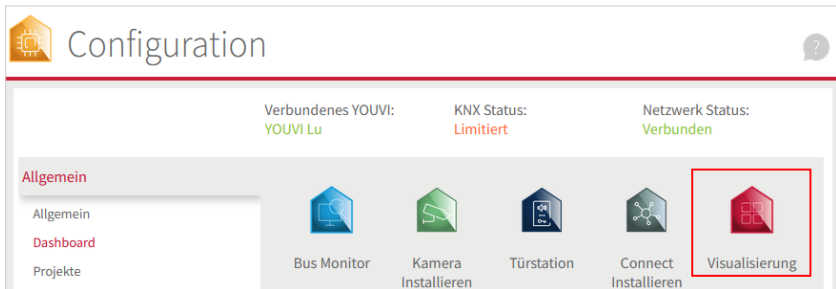 Configuration
?
Verbundenes YOUVI: KNX Status: Netzwerk Status:
YOUVI Lu Limitiert Verbunden
Allgemein
Allgemein
Dashboard
Projekte
Bus Monitor Kamera Türstation Connect Visualisierung
Installieren Installieren